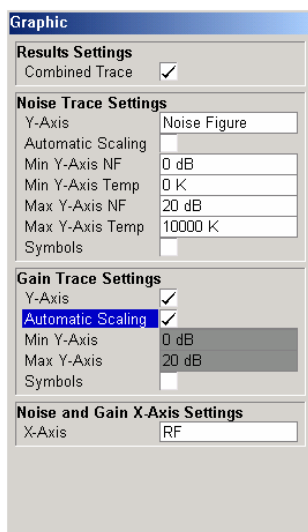 Graphic
Results Settings
Combined Trace
Noise Trace Settings
Y-Axis Noise Figure
Automatic Scaling
Min Y-Axis NF 0 dB
Min Y-Axis Temp 0 K
Max Y-Axis NF 20 dB
Max Y-Axis Temp 10000 K
Symbols
Gain Trace Settings
Y-Axis
Automatic Scaling
Min Y-Axis 0 dB
Max Y-Axis 20 dB
Symbols
Noise and Gain X-Axis Settings
X-Axis RF